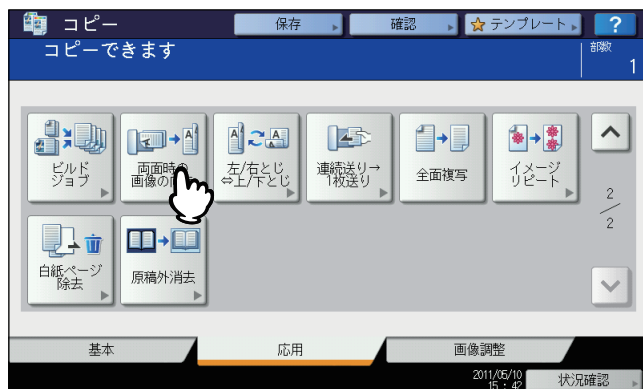 コピー
保存
確認
テンプレート
?
コピーできます
部数
1
ビルド
ジョブ
両面時の
画像の
左/右とじ
⇔上/下とじ
連続送り→
1枚送り
全面複写
イメージ
リピート
2
2
白紙ページ
除去
原稿外消去
基本
応用
画像調整
2011/05/10
15 : 42
状況確認